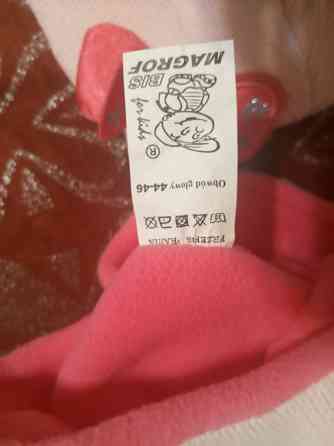 MAGROF
BIS
for kids
®
Obwód głowy 44-46